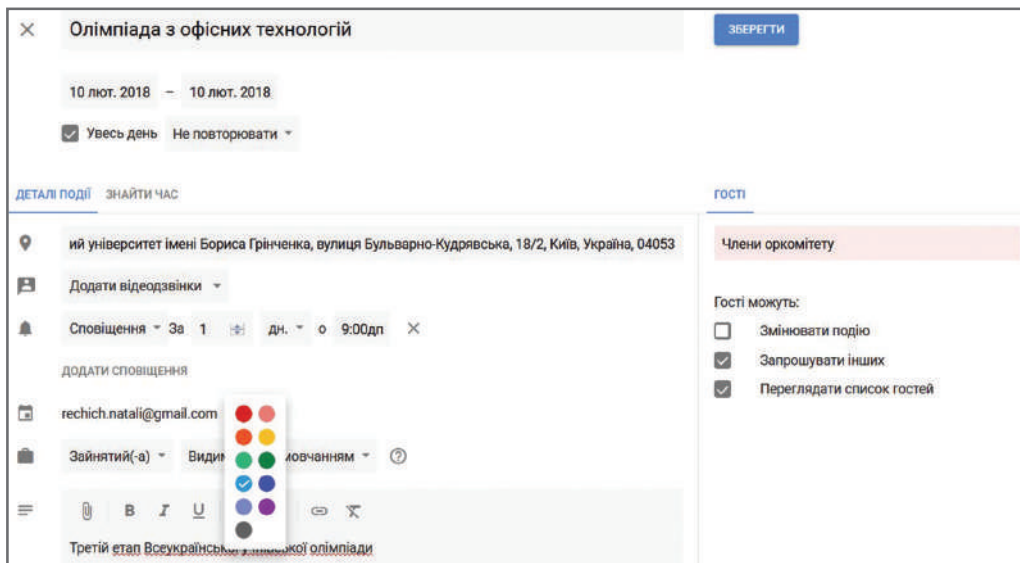 Олімпіада з офісних технологій
ЗБЕРЕГТИ
10 лют. 2018 – 10 лют. 2018
Увесь день Не повторювати
ДЕТАЛІ ПОДІЇ ЗНАЙТИ ЧАС
ГОСТІ
ий університет імені Бориса Грінченка, вулиця Бульварно-Кудрявська, 18/2, Київ, Україна, 04053
Члени оркомітету
Додати відеодзвінки
Гості можуть:
Сповіщення За 1 дн. о 9:00дп
Змінювати подію
Запрошувати інших
ДОДАТИ СПОВІЩЕННЯ
Переглядати список гостей
rechich.natali@gmail.com
Зайнятий(-а) Видим мовчанням
B I U
Третій етап олімпіади